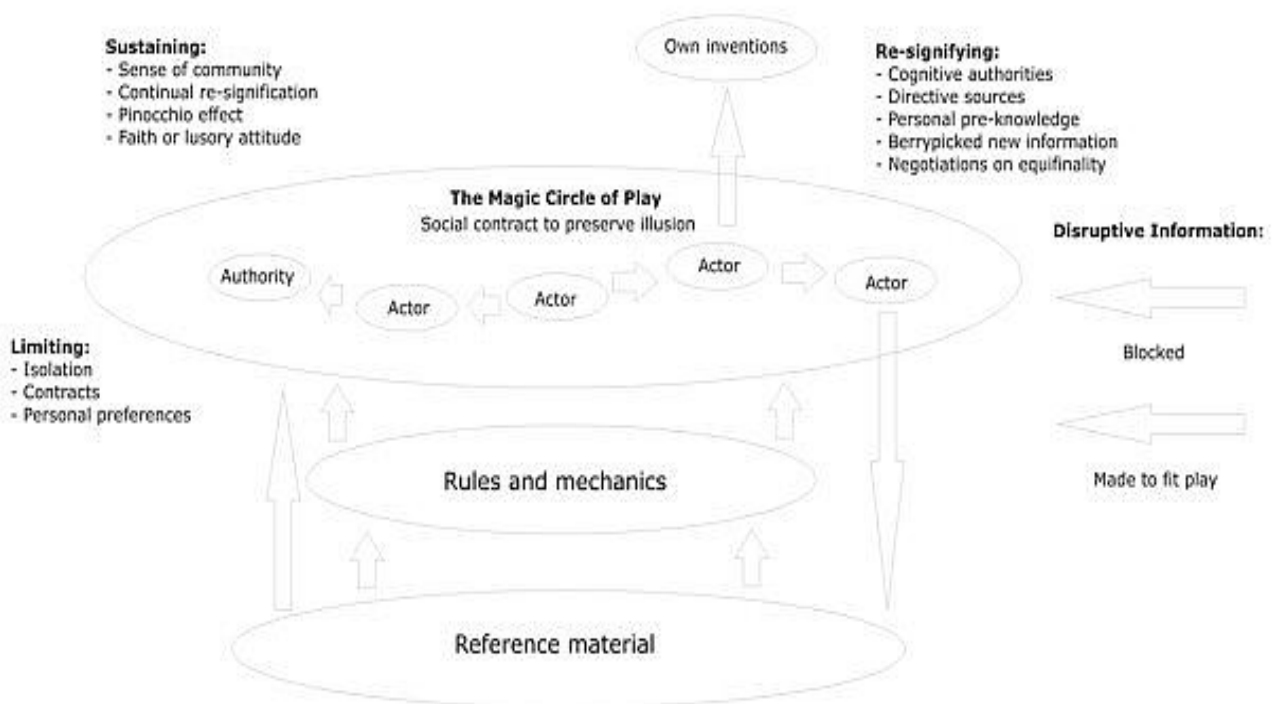 Sustaining:
- Sense of community
- Continual re-signification
- Pinocchio effect
- Faith or lusory attitude
Own inventions
Re-signifying:
- Cognitive authorities
- Directive sources
- Personal pre-knowledge
- Berrypicked new information
- Negotiations on equifinality
The Magic Circle of Play
Social contract to preserve illusion
Authority
Actor
Actor
Actor
Actor
Disruptive Information:
Blocked
Made to fit play
Limiting:
- Isolation
- Contracts
- Personal preferences
Rules and mechanics
Reference material